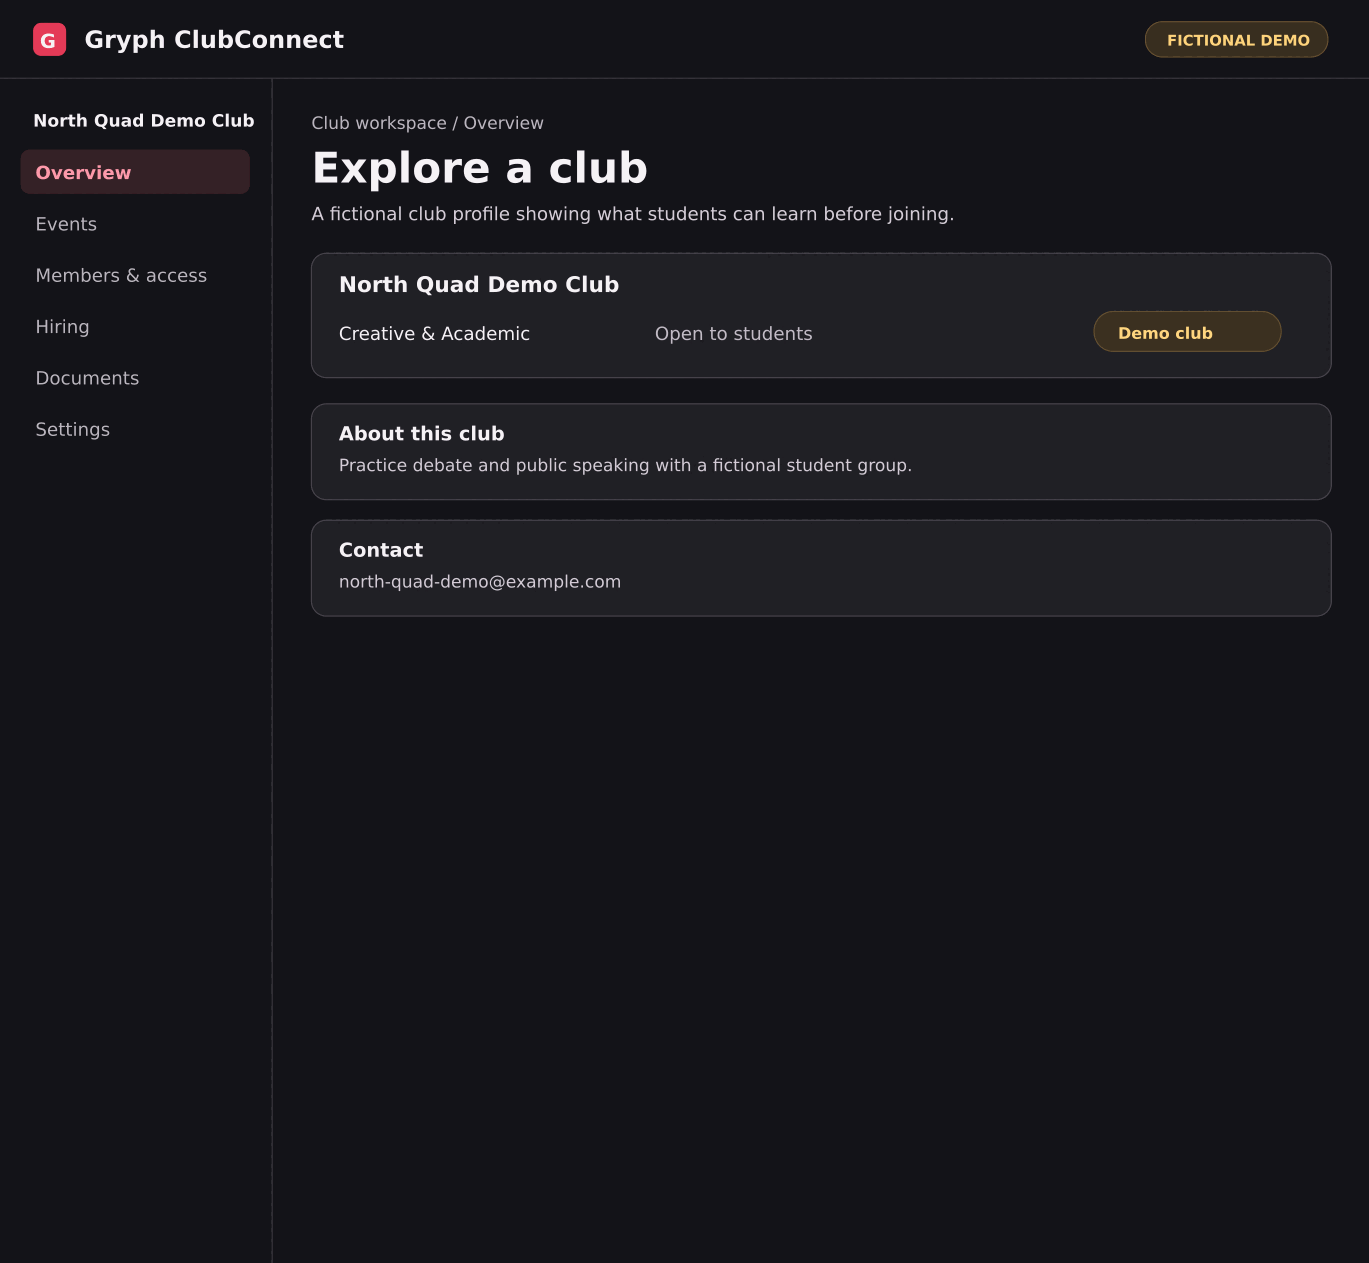 G
Gryph ClubConnect
FICTIONAL DEMO
North Quad Demo Club
Overview
Events
Members & access
Hiring
Documents
Settings
Club workspace / Overview
Explore a club
A fictional club profile showing what students can learn before joining.
North Quad Demo Club
Creative & Academic
Open to students
Demo club
About this club
Practice debate and public speaking with a fictional student group.
Contact
north-quad-demo@example.com